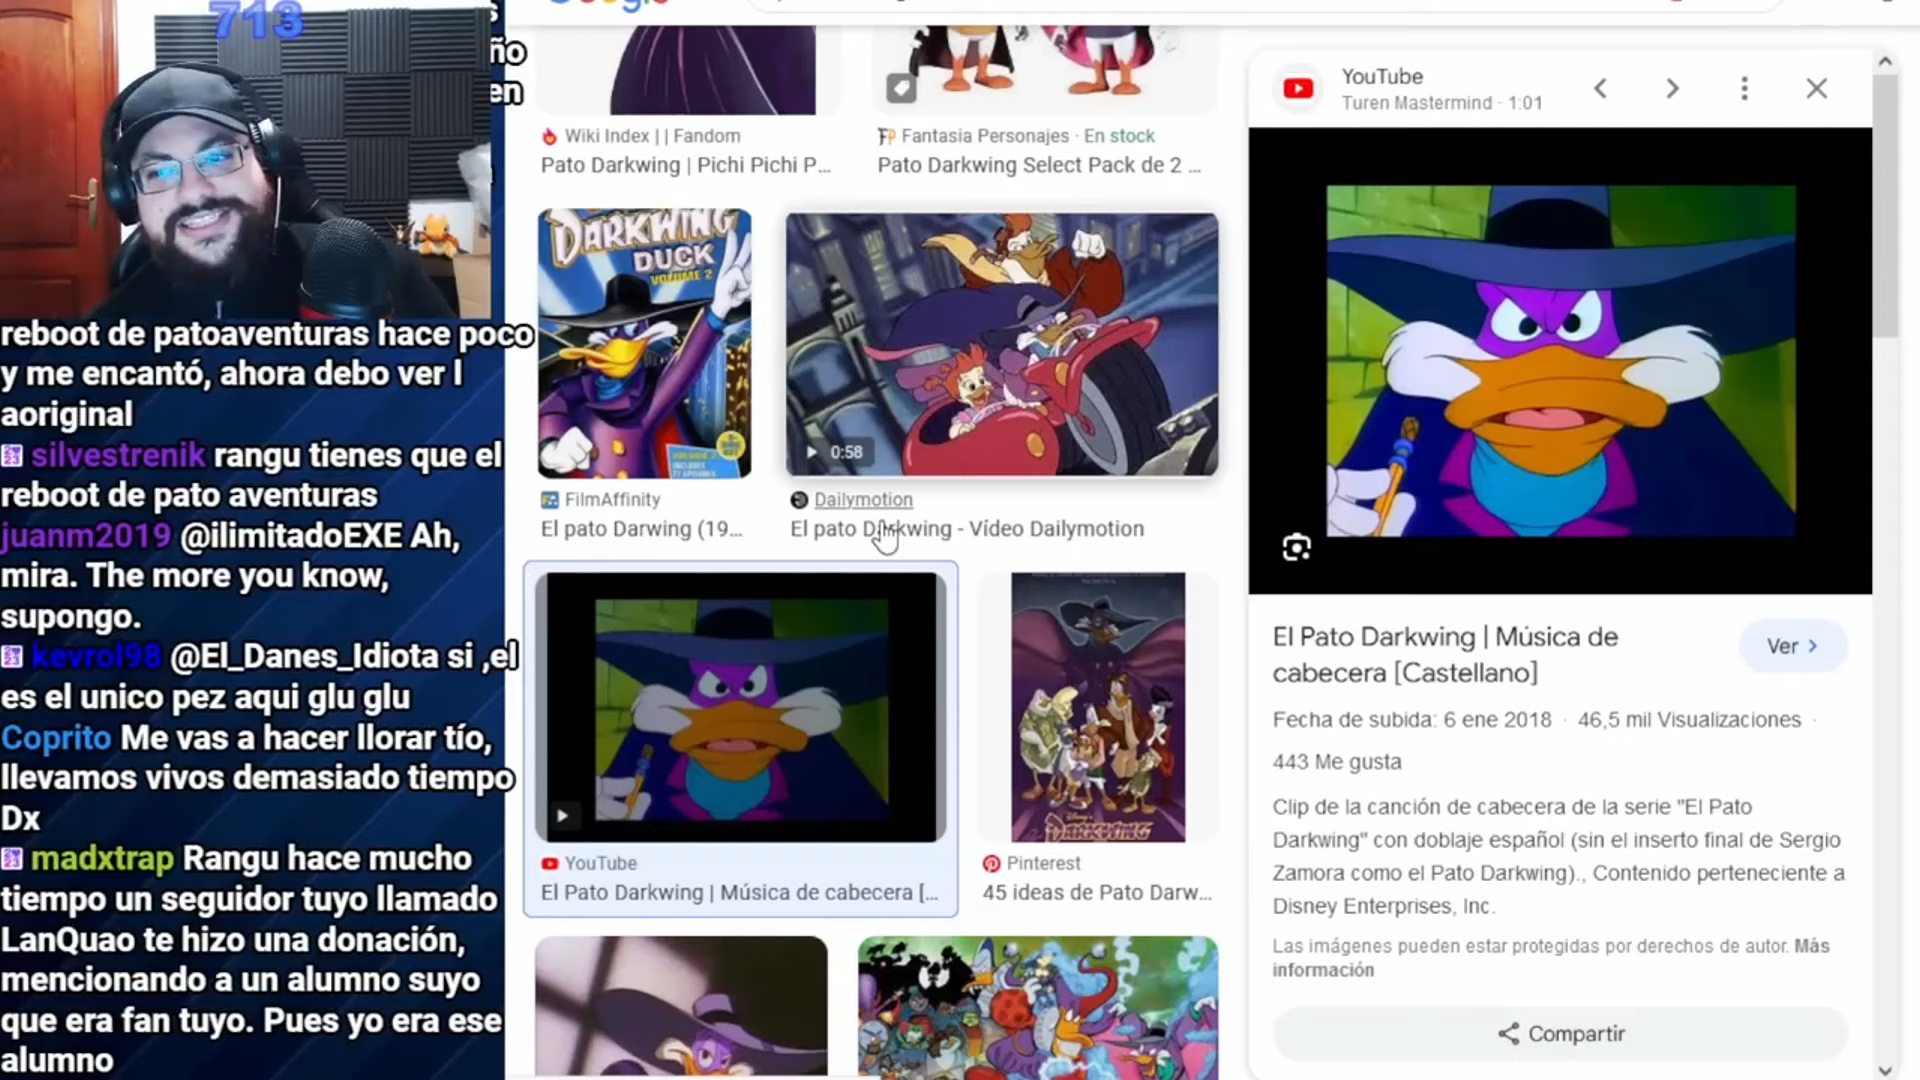 713
s
ño
en
reboot de patoaventuras hace poco
y me encantó, ahora debo ver l
aoriginal
silvestrenik rangu tienes que el
reboot de pato aventuras
juanm2019 @ilimitadoEXE Ah,
mira. The more you know,
supongo.
kevrol98 @El_Danes_Idiota si ,el
es el unico pez aqui glu glu
Coprito Me vas a hacer llorar tío,
llevamos vivos demasiado tiempo
Dx
madxtrap Rangu hace mucho
tiempo un seguidor tuyo llamado
LanQuao te hizo una donación,
mencionando a un alumno suyo
que era fan tuyo. Pues yo era ese
alumno
Wiki Index | | Fandom
Pato Darkwing | Pichi Pichi P...
Fantasia Personajes · En stock
Pato Darkwing Select Pack de 2 ...
DARKWING
DUCK
VOLUME 2
FilmAffinity
El pato Darwing (19...
0:58
Dailymotion
El pato Darkwing - Vídeo Dailymotion
YouTube
El Pato Darkwing | Música de cabecera [...
DARKWING
Pinterest
45 ideas de Pato Darw...
YouTube
Turen Mastermind · 1:01
El Pato Darkwing | Música de
cabecera [Castellano]
Ver
Fecha de subida: 6 ene 2018 · 46,5 mil Visualizaciones ·
443 Me gusta
Clip de la canción de cabecera de la serie "El Pato
Darkwing" con doblaje español (sin el inserto final de Sergio
Zamora como el Pato Darkwing)., Contenido perteneciente a
Disney Enterprises, Inc.
Las imágenes pueden estar protegidas por derechos de autor. Más
información
Compartir